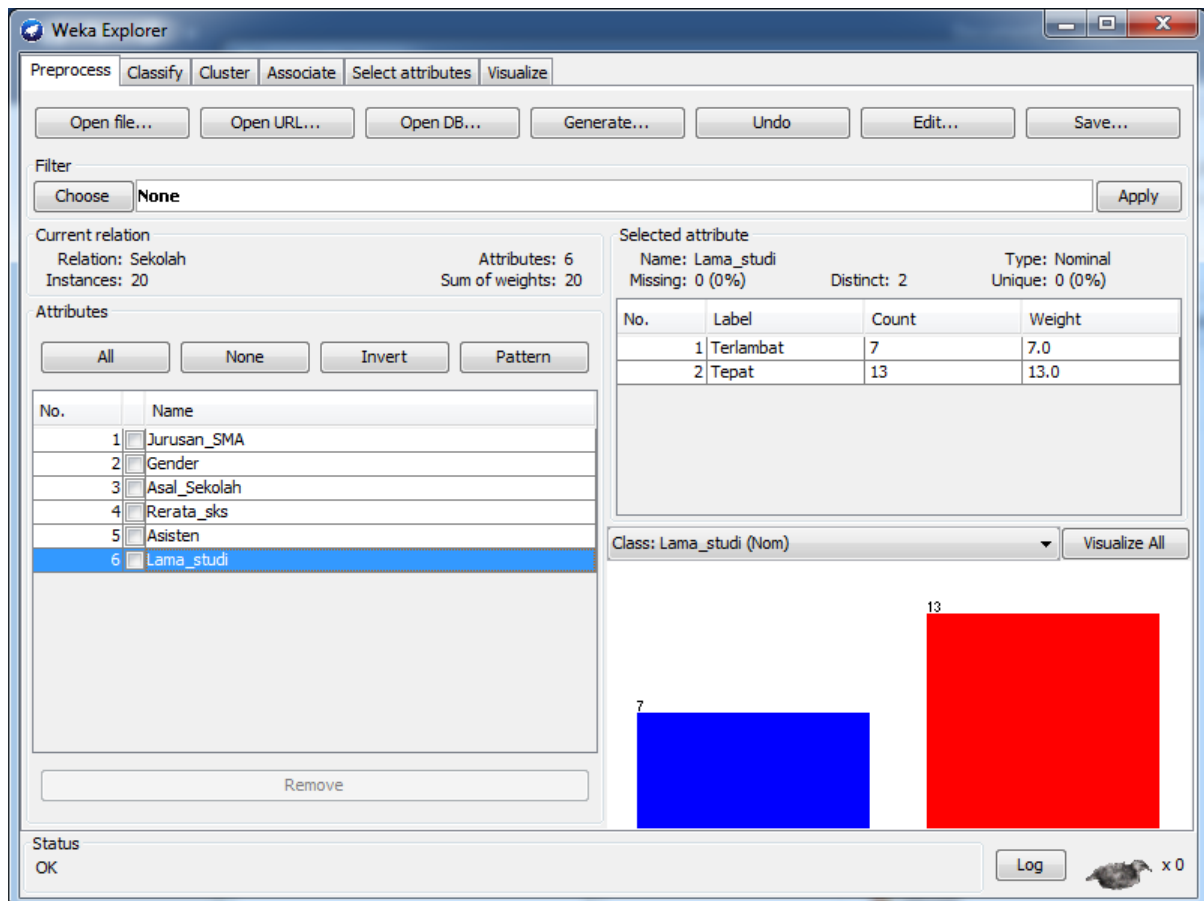 Weka Explorer
Preprocess Classify Cluster Associate Select attributes Visualize
Open file... Open URL... Open DB... Generate... Undo Edit... Save...
Filter
Choose None Apply
Current relation
Relation: Sekolah Attributes: 6
Instances: 20 Sum of weights: 20
Attributes
All None Invert Pattern
No. Name
1 Jurusan_SMA
2 Gender
3 Asal_Sekolah
4 Rerata_sks
5 Asisten
6 Lama_studi
Remove
Selected attribute
Name: Lama_studi Type: Nominal
Missing: 0 (0%) Distinct: 2 Unique: 0 (0%)
No. Label Count Weight
1 Terlambat 7 7.0
2 Tepat 13 13.0
Class: Lama_studi (Nom) Visualize All
7
13
Status
OK
Log x 0